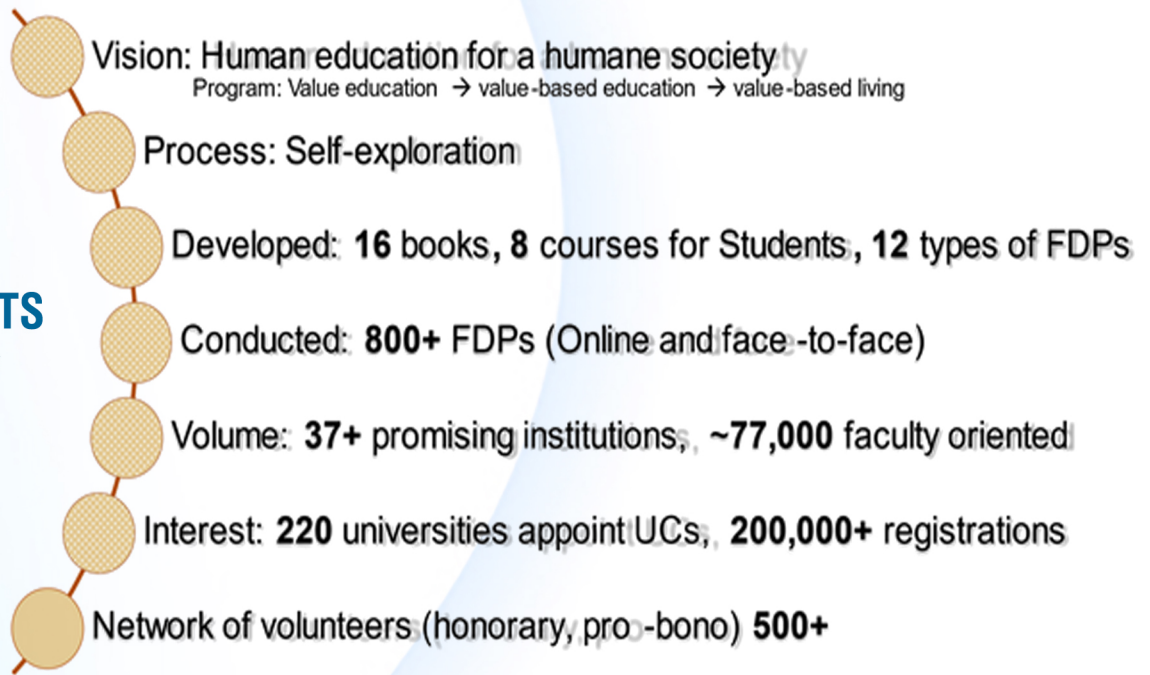 Vision: Human education for a humane society
Program: Value education → value-based education → value-based living
Process: Self-exploration
Developed: 16 books, 8 courses for Students, 12 types of FDPs
TS
Conducted: 800+ FDPs (Online and face-to-face)
Volume: 37+ promising institutions, ~77,000 faculty oriented
Interest: 220 universities appoint UCs, 200,000+ registrations
Network of volunteers (honorary, pro-bono) 500+